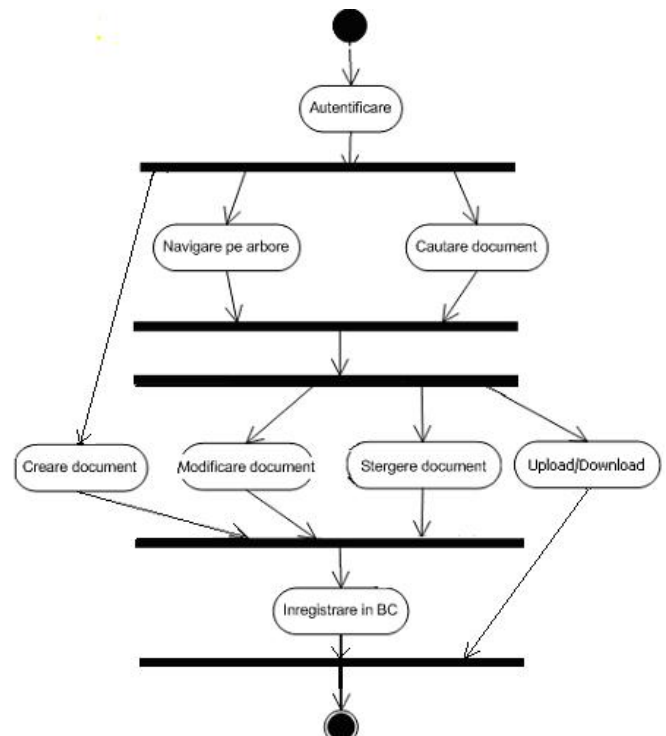 Autentificare
Navigare pe arbore
Cautare document
Creare document
Modificare document
Stergere document
Upload/Download
Inregistrare in BC